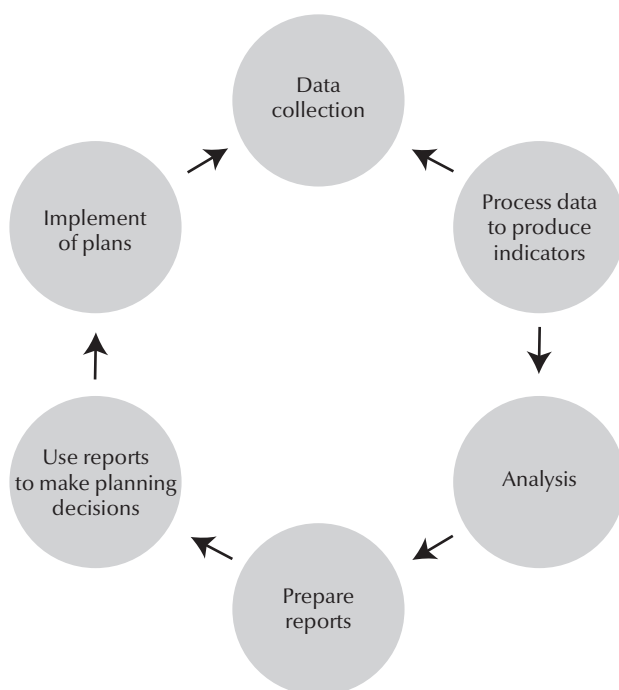 Data
collection
Process data
to produce
indicators
Analysis
Prepare
reports
Use reports
to make planning
decisions
Implement
of plans